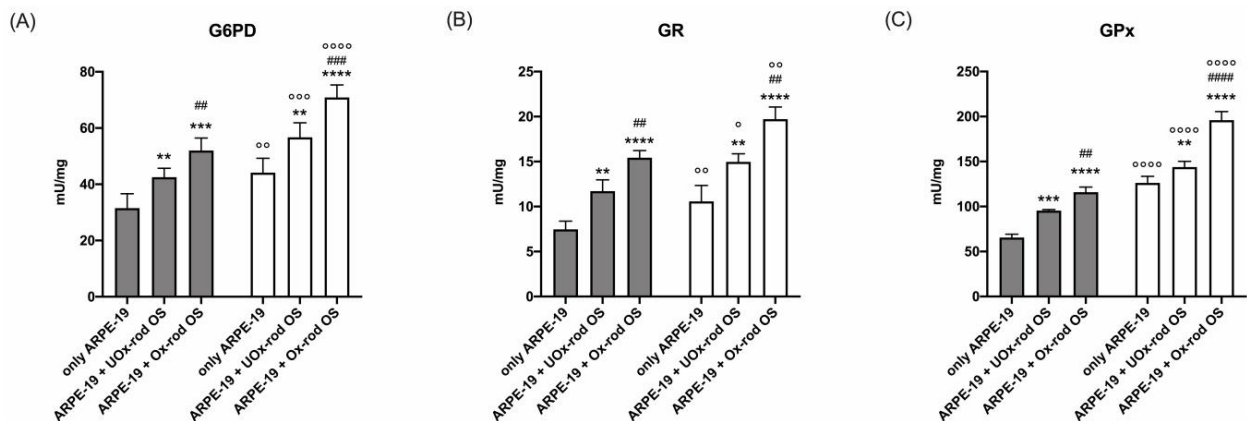 (A)
G6PD
mU/mg
80
60
40
20
0
**
##
***
°°
°°°
**
°°°°
###
****
only ARPE-19
ARPE-19 + UOx-rod OS
ARPE-19 + Ox-rod OS
only ARPE-19
ARPE-19 + UOx-rod OS
ARPE-19 + Ox-rod OS
(B)
GR
mU/mg
25
20
15
10
5
0
**
##
****
°°
°
**
°°
##
****
only ARPE-19
ARPE-19 + UOx-rod OS
ARPE-19 + Ox-rod OS
only ARPE-19
ARPE-19 + UOx-rod OS
ARPE-19 + Ox-rod OS
(C)
GPx
mU/mg
250
200
150
100
50
0
***
##
****
°°°°
°°°°
**
°°°°
####
****
only ARPE-19
ARPE-19 + UOx-rod OS
ARPE-19 + Ox-rod OS
only ARPE-19
ARPE-19 + UOx-rod OS
ARPE-19 + Ox-rod OS